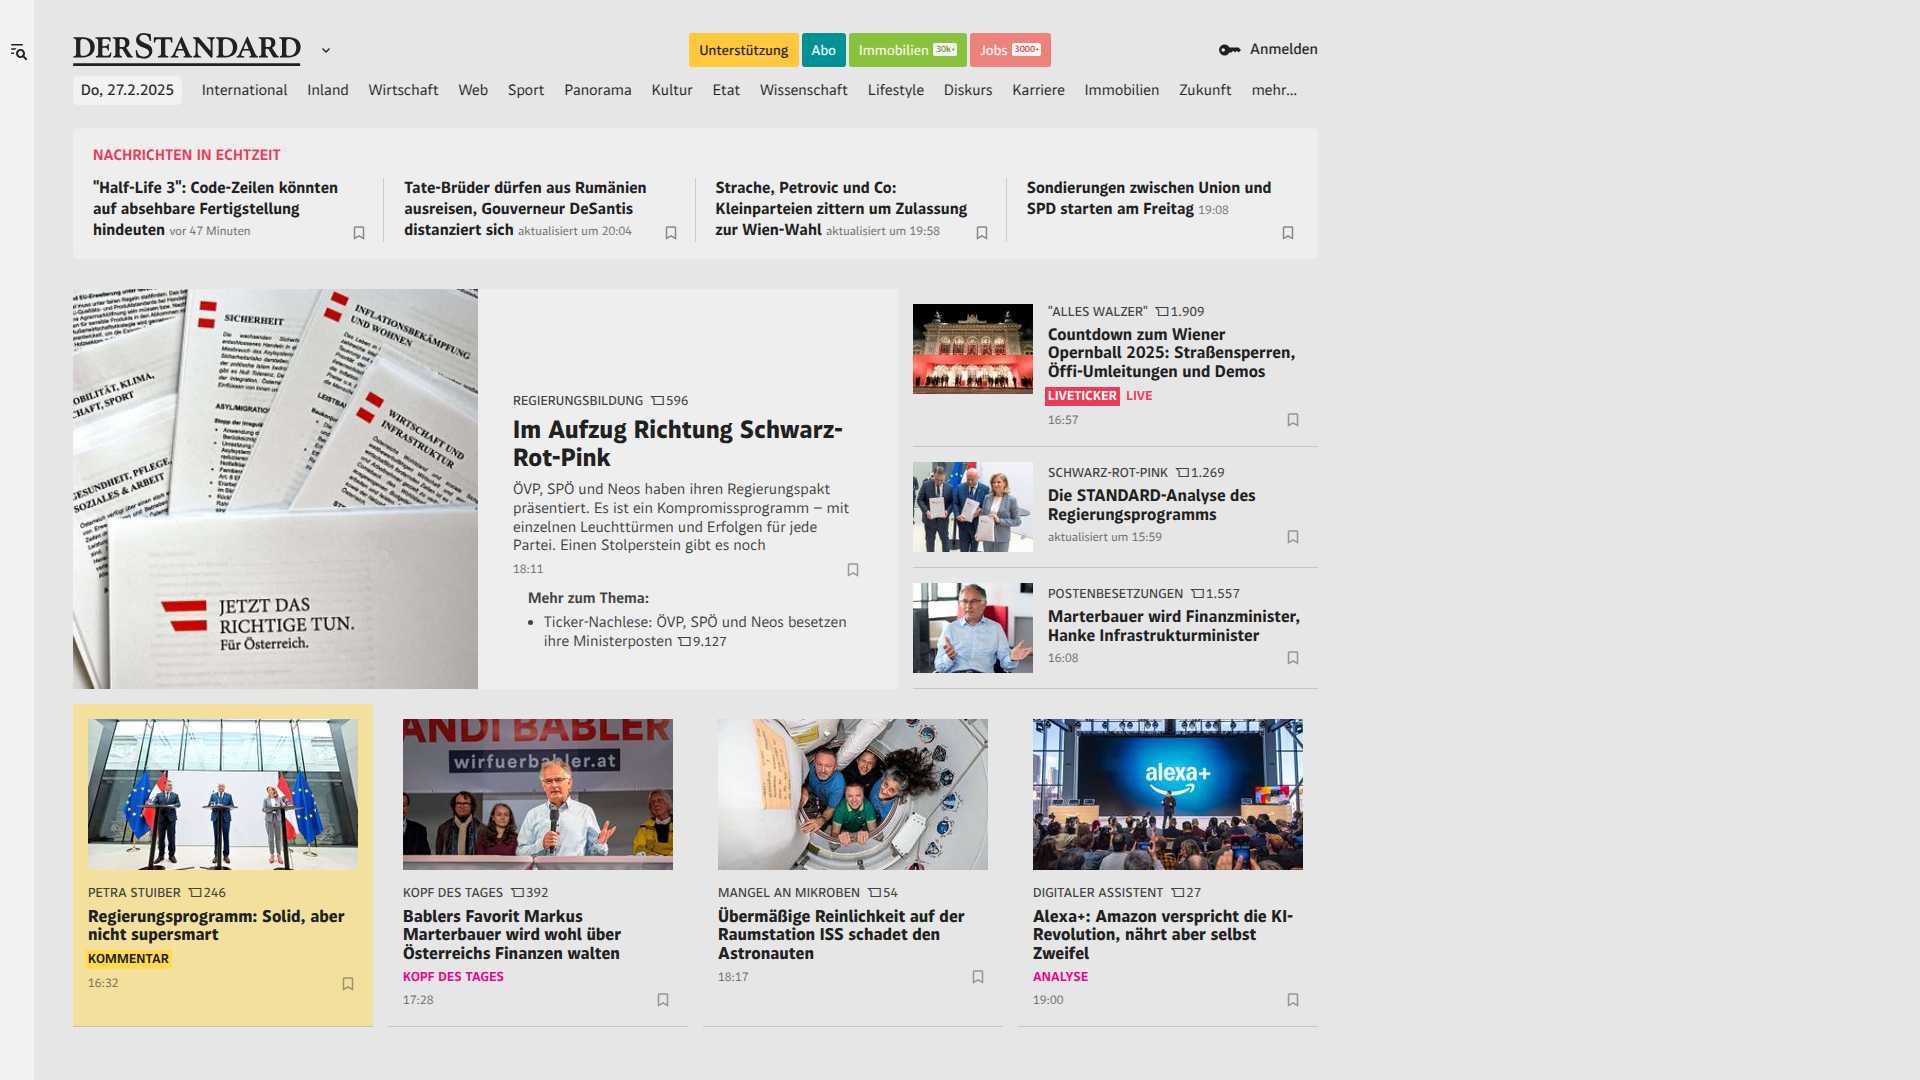 DERSTANDARD
Unterstützung
Abo
Immobilien 30k+
Jobs 3000+
Anmelden
Do, 27.2.2025
International
Inland
Wirtschaft
Web
Sport
Panorama
Kultur
Etat
Wissenschaft
Lifestyle
Diskurs
Karriere
Immobilien
Zukunft
mehr...
NACHRICHTEN IN ECHTZEIT
"Half-Life 3": Code-Zeilen könnten
auf absehbare Fertigstellung
hindeuten vor 47 Minuten
Tate-Brüder dürfen aus Rumänien
ausreisen, Gouverneur DeSantis
distanziert sich aktualisiert um 20:04
Strache, Petrovic und Co:
Kleinparteien zittern um Zulassung
zur Wien-Wahl aktualisiert um 19:58
Sondierungen zwischen Union und
SPD starten am Freitag 19:08
SICHERHEIT
INFLATIONSBEKÄMPFUNG
UND WOHNEN
WIRTSCHAFT UND
INFRASTRUKTUR
ASYL/MIGRATIO
OBILITÄT, KLIMA,
CHAFT, SPORT
GESUNDHEIT, PFLEGE,
SOZIALES & ARBEIT
JETZT DAS
RICHTIGE TUN.
Für Österreich.
REGIERUNGSBILDUNG 596
Im Aufzug Richtung Schwarz-
Rot-Pink
ÖVP, SPÖ und Neos haben ihren Regierungspakt
präsentiert. Es ist ein Kompromissprogramm – mit
einzelnen Leuchttürmen und Erfolgen für jede
Partei. Einen Stolperstein gibt es noch
18:11
Mehr zum Thema:
• Ticker-Nachlese: ÖVP, SPÖ und Neos besetzen
ihre Ministerposten 9.127
"ALLES WALZER" 1.909
Countdown zum Wiener
Opernball 2025: Straßensperren,
Öffi-Umleitungen und Demos
LIVETICKER LIVE
16:57
SCHWARZ-ROT-PINK 1.269
Die STANDARD-Analyse des
Regierungsprogramms
aktualisiert um 15:59
POSTENBESETZUNGEN 1.557
Marterbauer wird Finanzminister,
Hanke Infrastrukturminister
16:08
PETRA STUIBER 246
Regierungsprogramm: Solid, aber
nicht supersmart
KOMMENTAR
16:32
ANDI BABLER
wirfuerbabler.at
KOPF DES TAGES 392
Bablers Favorit Markus
Marterbauer wird wohl über
Österreichs Finanzen walten
KOPF DES TAGES
17:28
MANGEL AN MIKROBEN 54
Übermäßige Reinlichkeit auf der
Raumstation ISS schadet den
Astronauten
18:17
alexa+
DIGITALER ASSISTENT 27
Alexa+: Amazon verspricht die KI-
Revolution, nährt aber selbst
Zweifel
ANALYSE
19:00